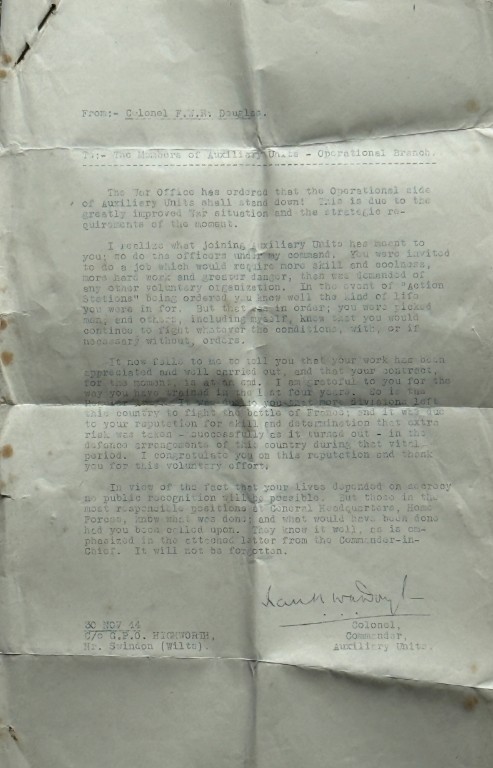 From:- Colonel F.W.R. Douglas.
To:- The Members of Auxiliary Units - Operational Branch.
The War Office has ordered that the Operational side
of Auxiliary Units shall stand down! This is due to the
greatly improved War situation and the strategic re-
quirements of the moment.
I realize what joining Auxiliary Units has meant to
you; so do the officers under my command. You were invited
to do a job which would require more skill and coolness,
more hard work and greater danger, than was demanded of
any other voluntary organization. In the event of "Action
Stations" being ordered you knew well the kind of life
you were in for. But that was in order; you were picked
men; and others, including myself, knew that you would
continue to fight whatever the conditions, with, or if
necessary without, orders.
It now falls to me to tell you that your work has been
appreciated and well carried out, and that your contract,
for the moment, is at an end. I am grateful to you for the
way you have trained in the last four years. So is the
most Divisions left
this country to fight the battle of France; and it was due
to your reputation for skill and determination that extra
risk was taken - successfully as it turned out - in the
defence arrangements of this country during that vital
period. I congratulate you on this reputation and thank
you for this voluntary effort.
In view of the fact that your lives depended on secrecy
no public recognition will be possible. But those in the
most responsible positions at General Headquarters, Home
Forces, know what was done; and what would have been done
had you been called upon. They know it well, as is em-
phasized in the attached letter from the Commander-in-
Chief. It will not be forgotten.
30 NOV 44
C/o G.P.O. HIGHWORTH,
Nr. Swindon (Wilts).
Colonel,
Commander,
Auxiliary Units.